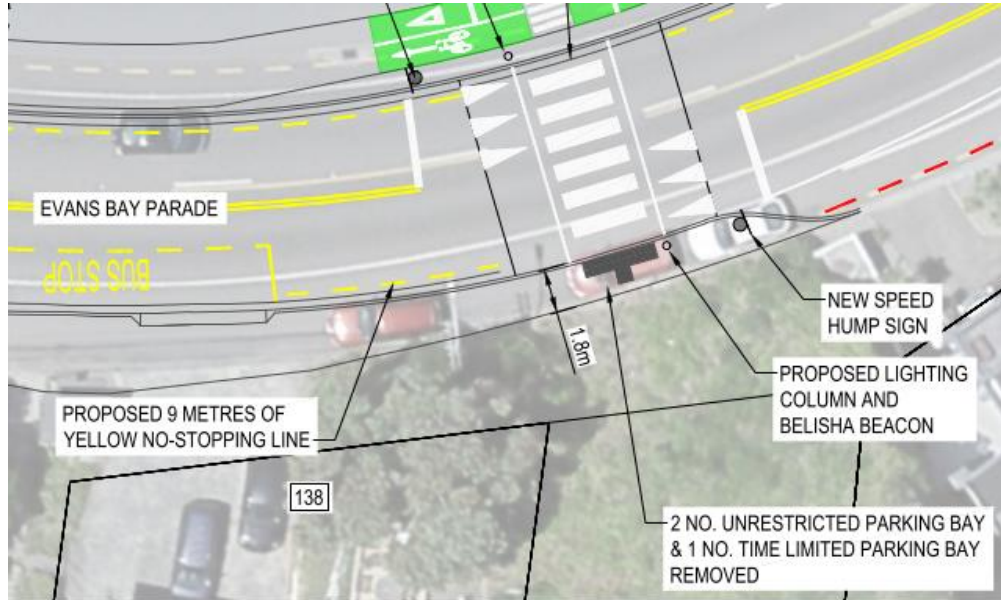 EVANS BAY PARADE
BUS STOP
1.8m
NEW SPEED
HUMP SIGN
PROPOSED LIGHTING
COLUMN AND
BELISHA BEACON
PROPOSED 9 METRES OF
YELLOW NO-STOPPING LINE
138
2 NO. UNRESTRICTED PARKING BAY
& 1 NO. TIME LIMITED PARKING BAY
REMOVED